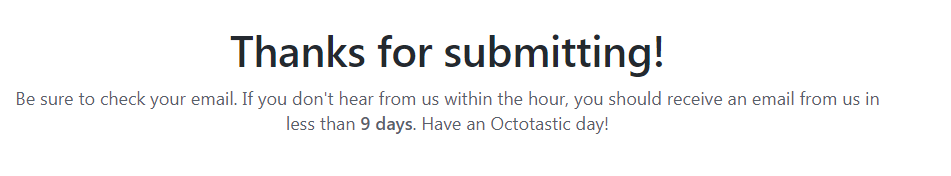 Thanks for submitting!
Be sure to check your email. If you don't hear from us within the hour, you should receive an email from us in
less than 9 days. Have an Octotastic day!